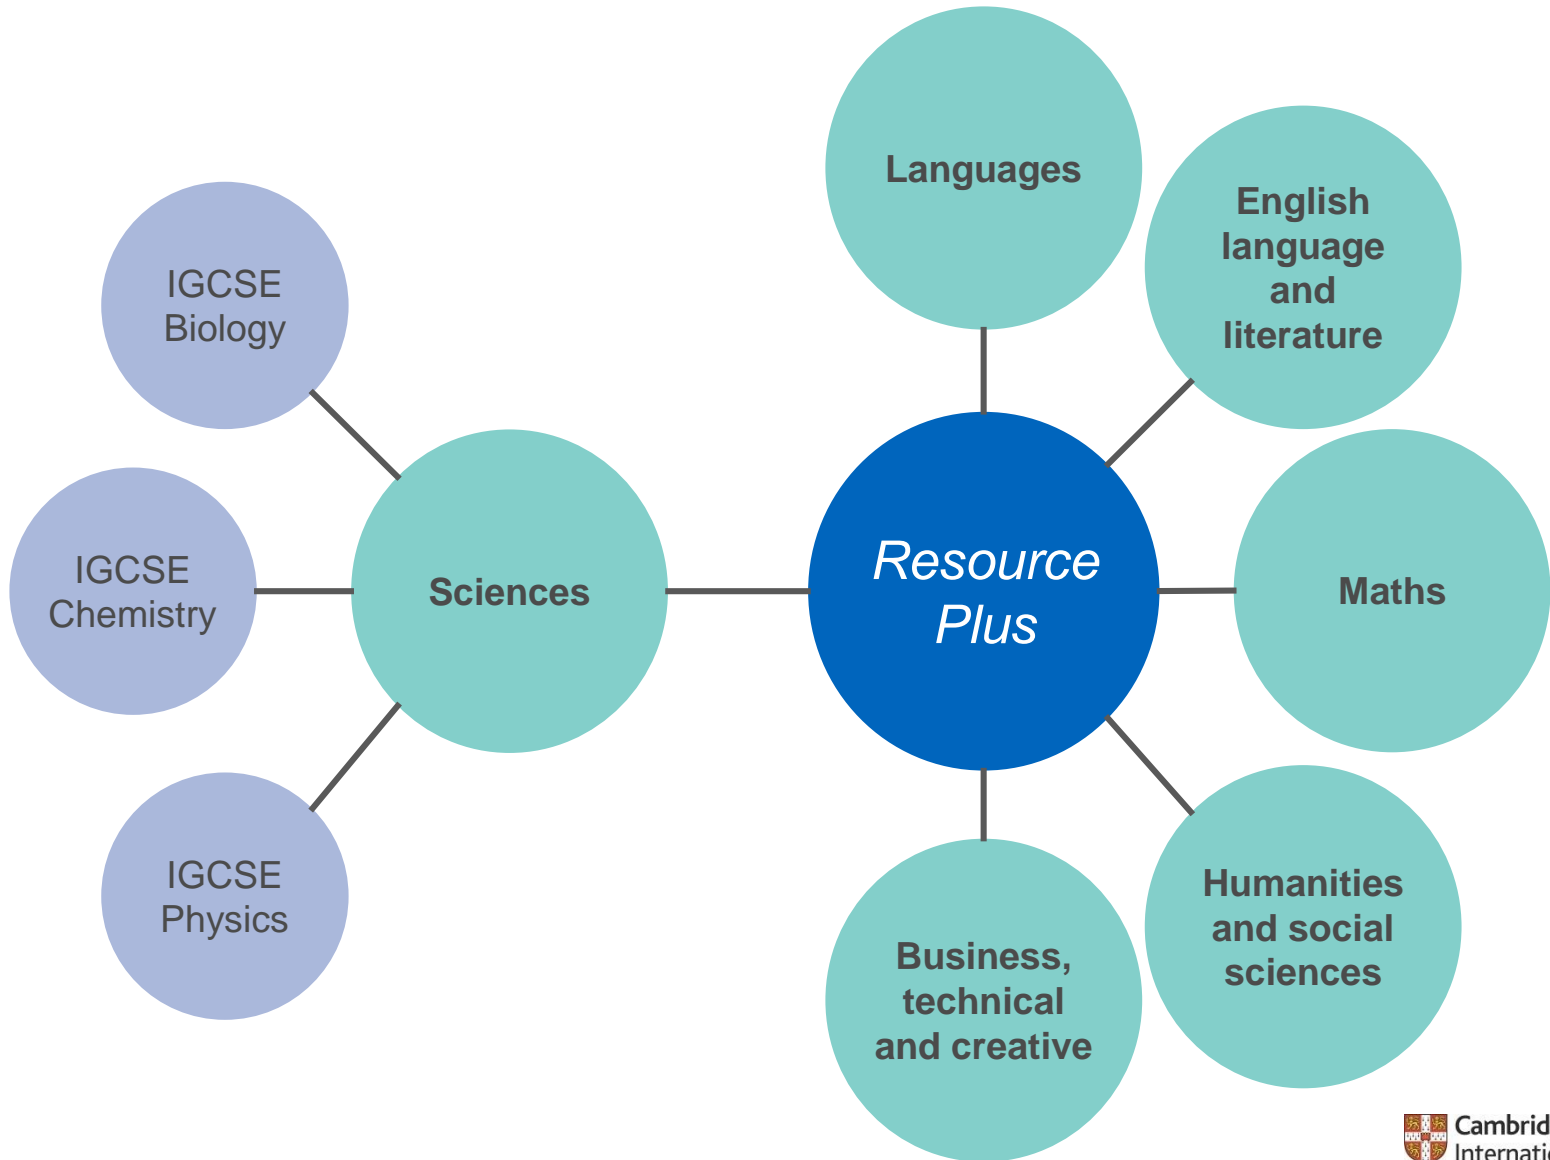 Languages
English
language
and
literature
IGCSE
Biology
IGCSE
Chemistry
Sciences
Resource
Plus
Maths
IGCSE
Physics
Humanities
and social
sciences
Business,
technical
and creative
Cambrid
Internatio